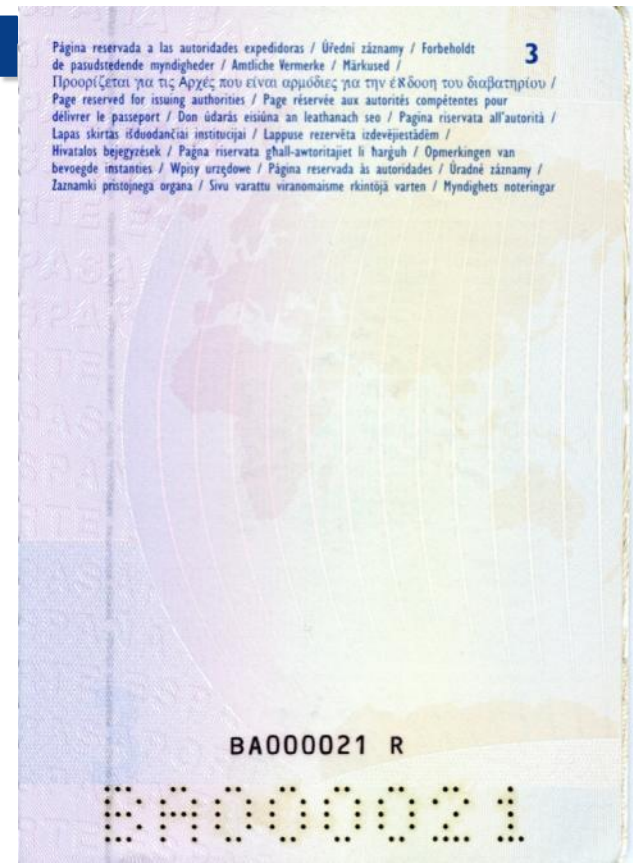 Página reservada a las autoridades expedidoras / Úřední záznamy / Forbeholdt
3
de pasudstedende myndigheder / Amtliche Vermerke / Märkused /
Προορίζεται για τις Αρχές που είναι αρμόδιες για την έκδοση του διαβατηρίου /
Page reserved for issuing authorities / Page réservée aux autorités compétentes pour
délivrer le passeport / Don údarás eisiúna an leathanach seo / Pagina riservata all'autorità /
Lapas skirtas išduodančiai institucijai / Lappuse rezervēta izdevējiestādēm /
Hivatalos bejegyzések / Paġna riservata għall-awtoritajiet li ħarġuh / Opmerkingen van
bevoegde instanties / Wpisy urzędowe / Página reservada às autoridades / Úradné záznamy /
Zaznamki pristojnega organa / Sivu varattu viranomaisme rkintöjä varten / Myndighets noteringar
BA000021 R
BA000021